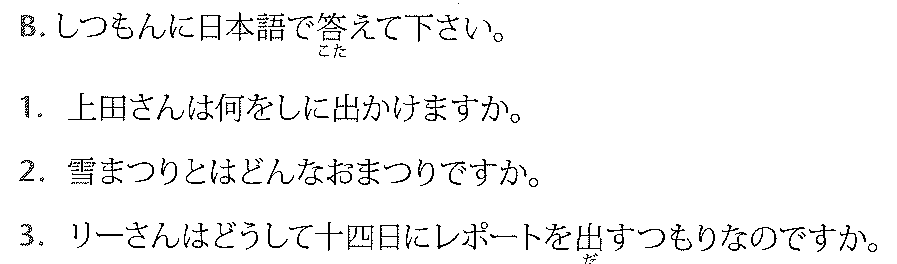 B. しつもんに日本語で答えて下さい。
こた
1. 上田さんは何をしに出かけますか。
2. 雪まつりとはどんなおまつりですか。
3. リーさんはどうして十四日にレポートを出すつもりなのですか。
だ